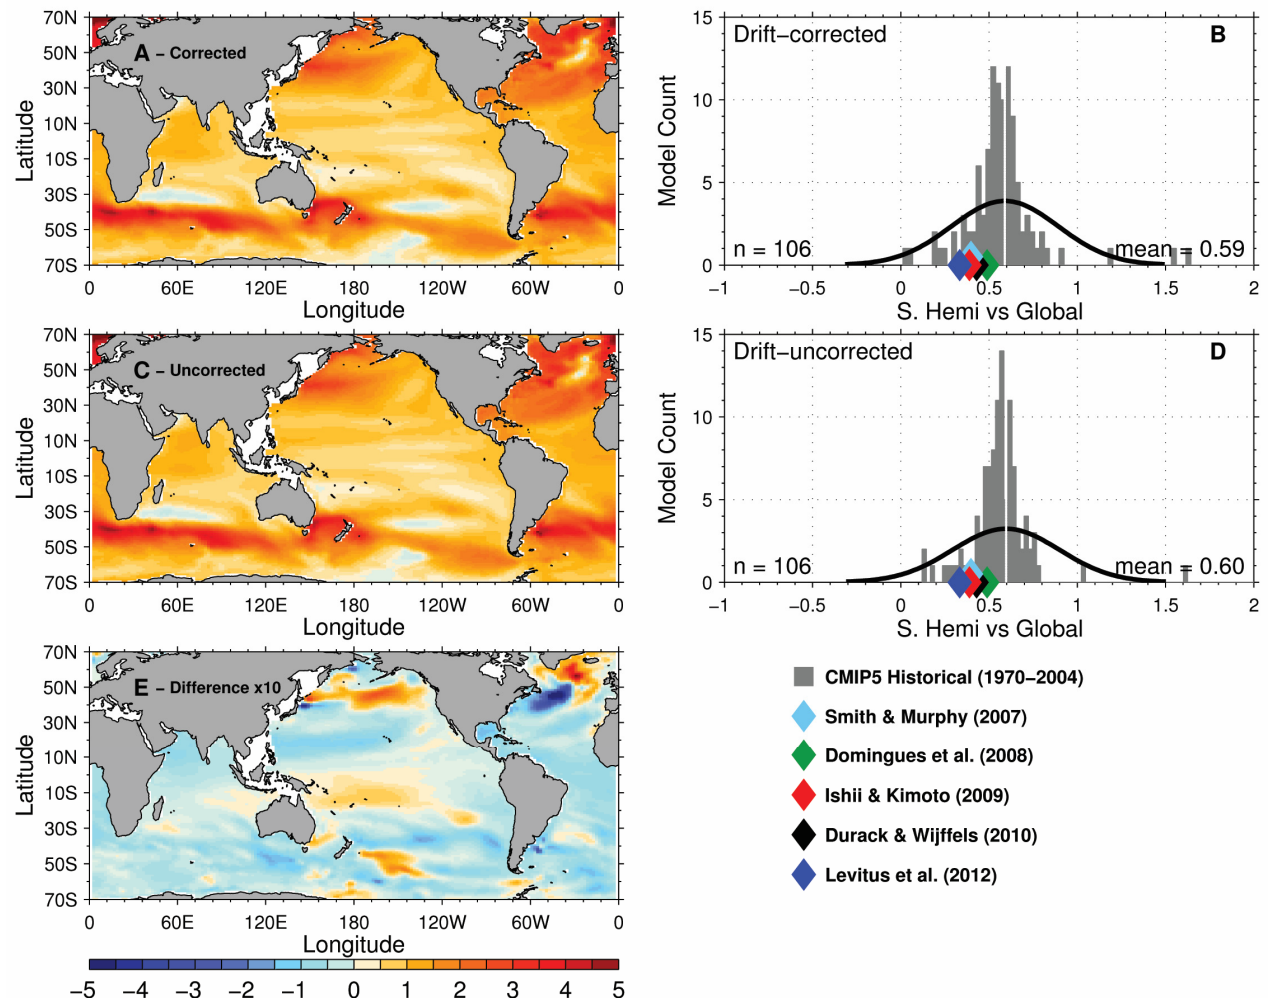 A – Corrected
70N
50N
30N
10N
10S
30S
50S
70S
Latitude
0
60E
120E
180
120W
60W
0
Longitude
Drift–corrected
B
15
10
5
0
Model Count
n = 106
mean = 0.59
−1
−0.5
0
0.5
1
1.5
2
S. Hemi vs Global
C – Uncorrected
70N
50N
30N
10N
10S
30S
50S
70S
Latitude
0
60E
120E
180
120W
60W
0
Longitude
Drift–uncorrected
D
15
10
5
0
Model Count
n = 106
mean = 0.60
−1
−0.5
0
0.5
1
1.5
2
S. Hemi vs Global
E – Difference x10
70N
50N
30N
10N
10S
30S
50S
70S
Latitude
0
60E
120E
180
120W
60W
0
Longitude
−5
−4
−3
−2
−1
0
1
2
3
4
5
CMIP5 Historical (1970–2004)
Smith & Murphy (2007)
Domingues et al. (2008)
Ishii & Kimoto (2009)
Durack & Wijffels (2010)
Levitus et al. (2012)